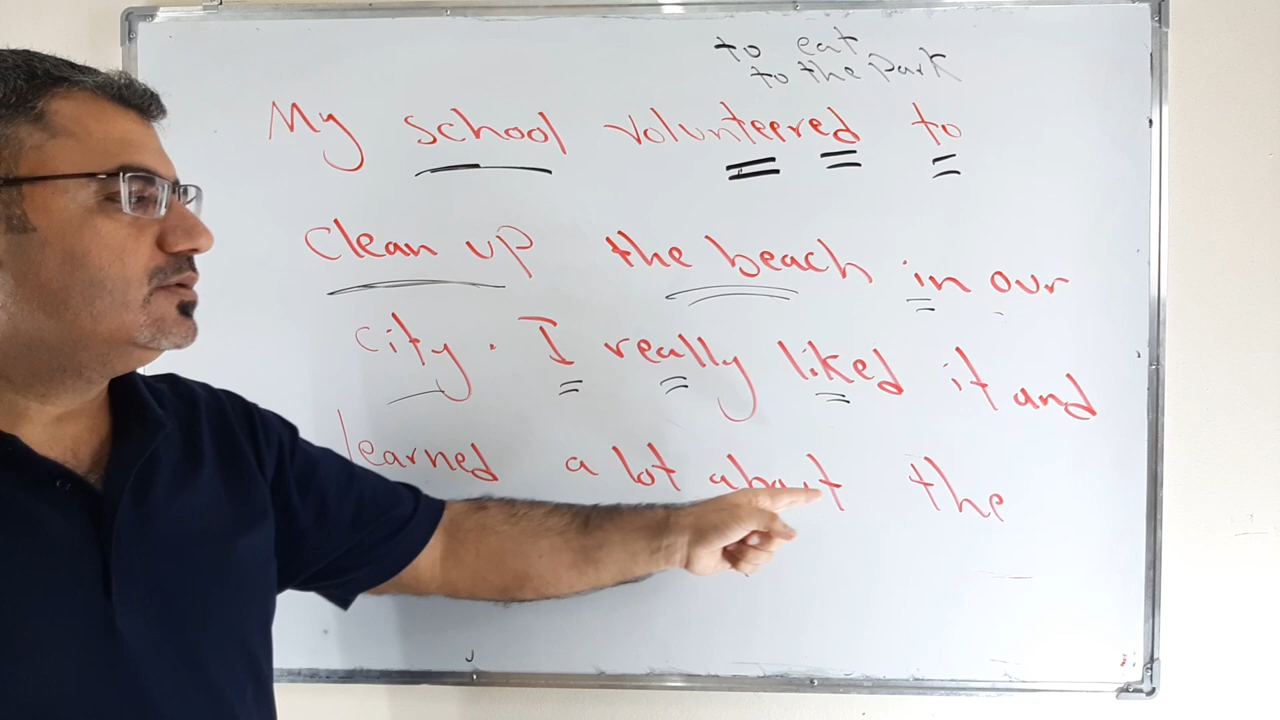 to eat
to the park
My school volunteered to
clean up the beach in our
city. I really liked it and
learned a lot about the